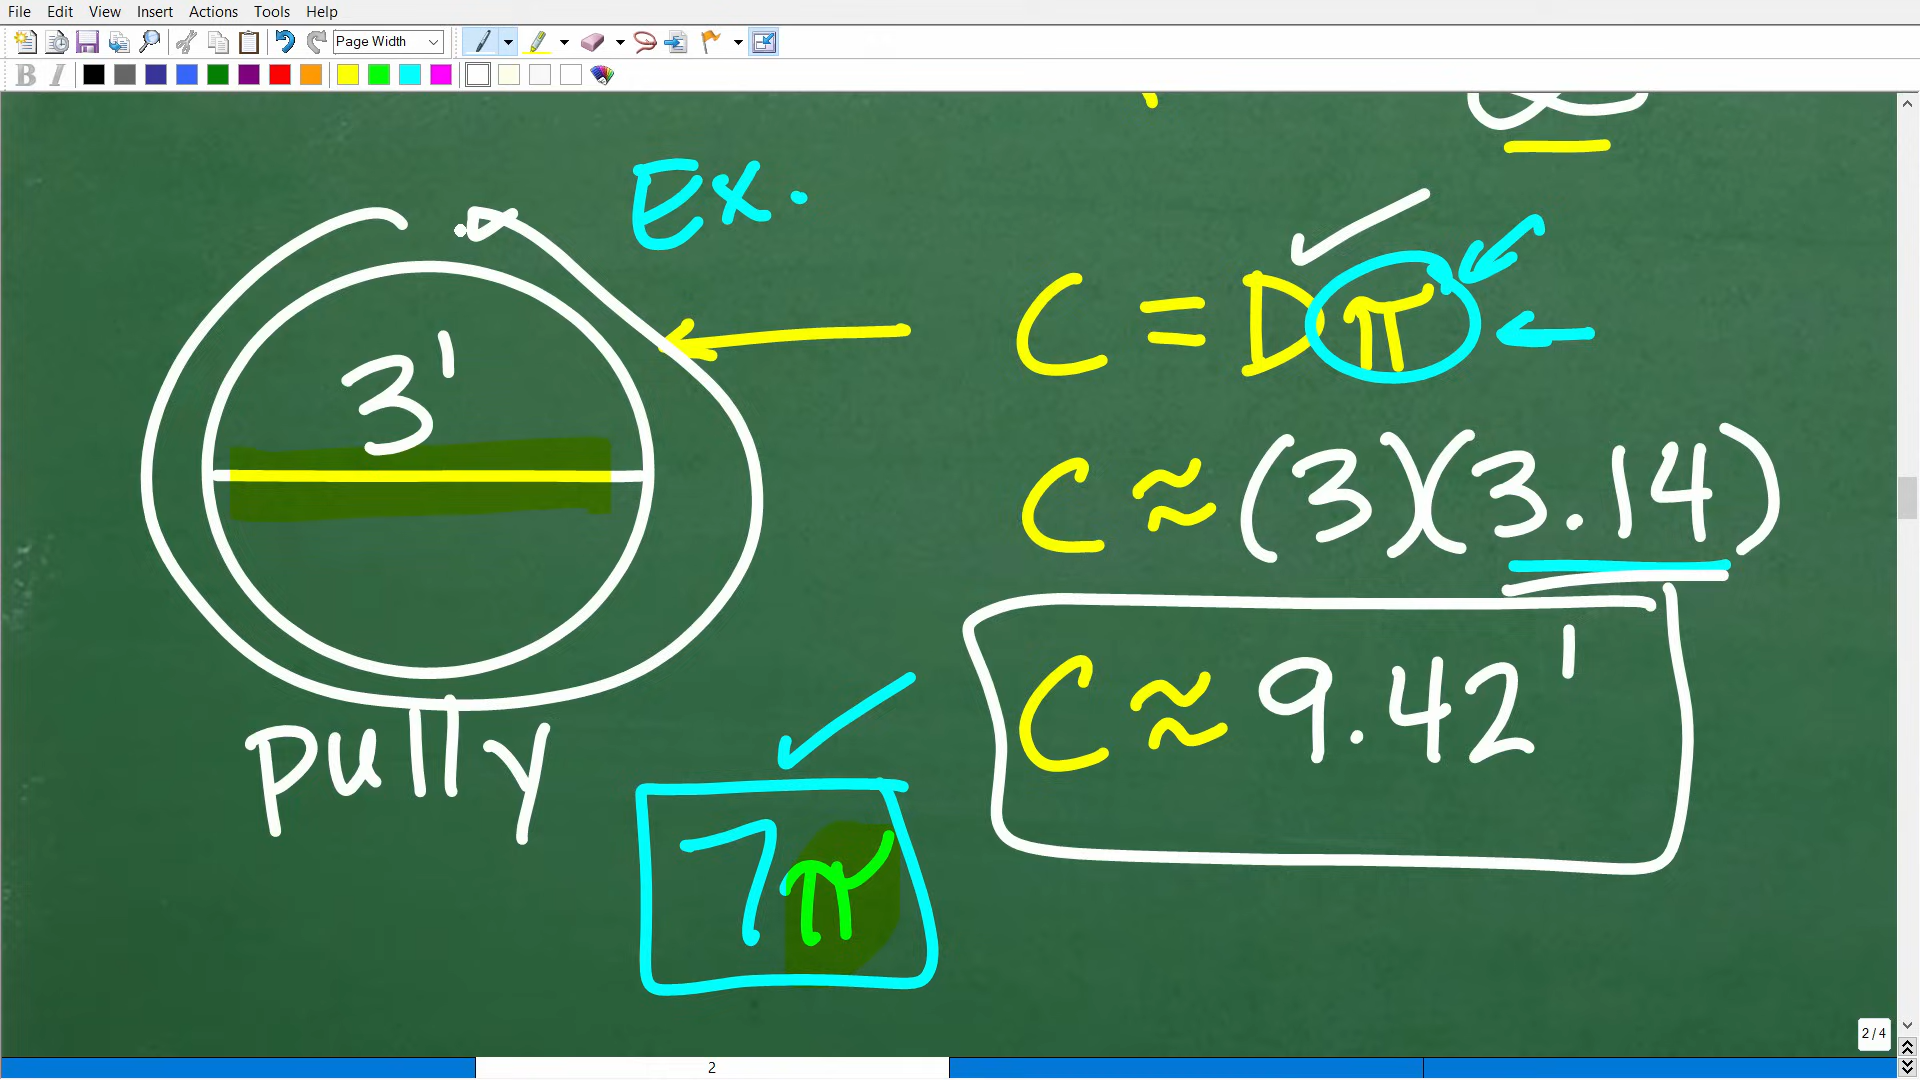 File Edit View Insert Actions Tools Help
Page Width
B I
Ex.
3'
C = Dπ
C ≈ (3)(3.14)
C ≈ 9.42'
pully
7π
2 / 4
2